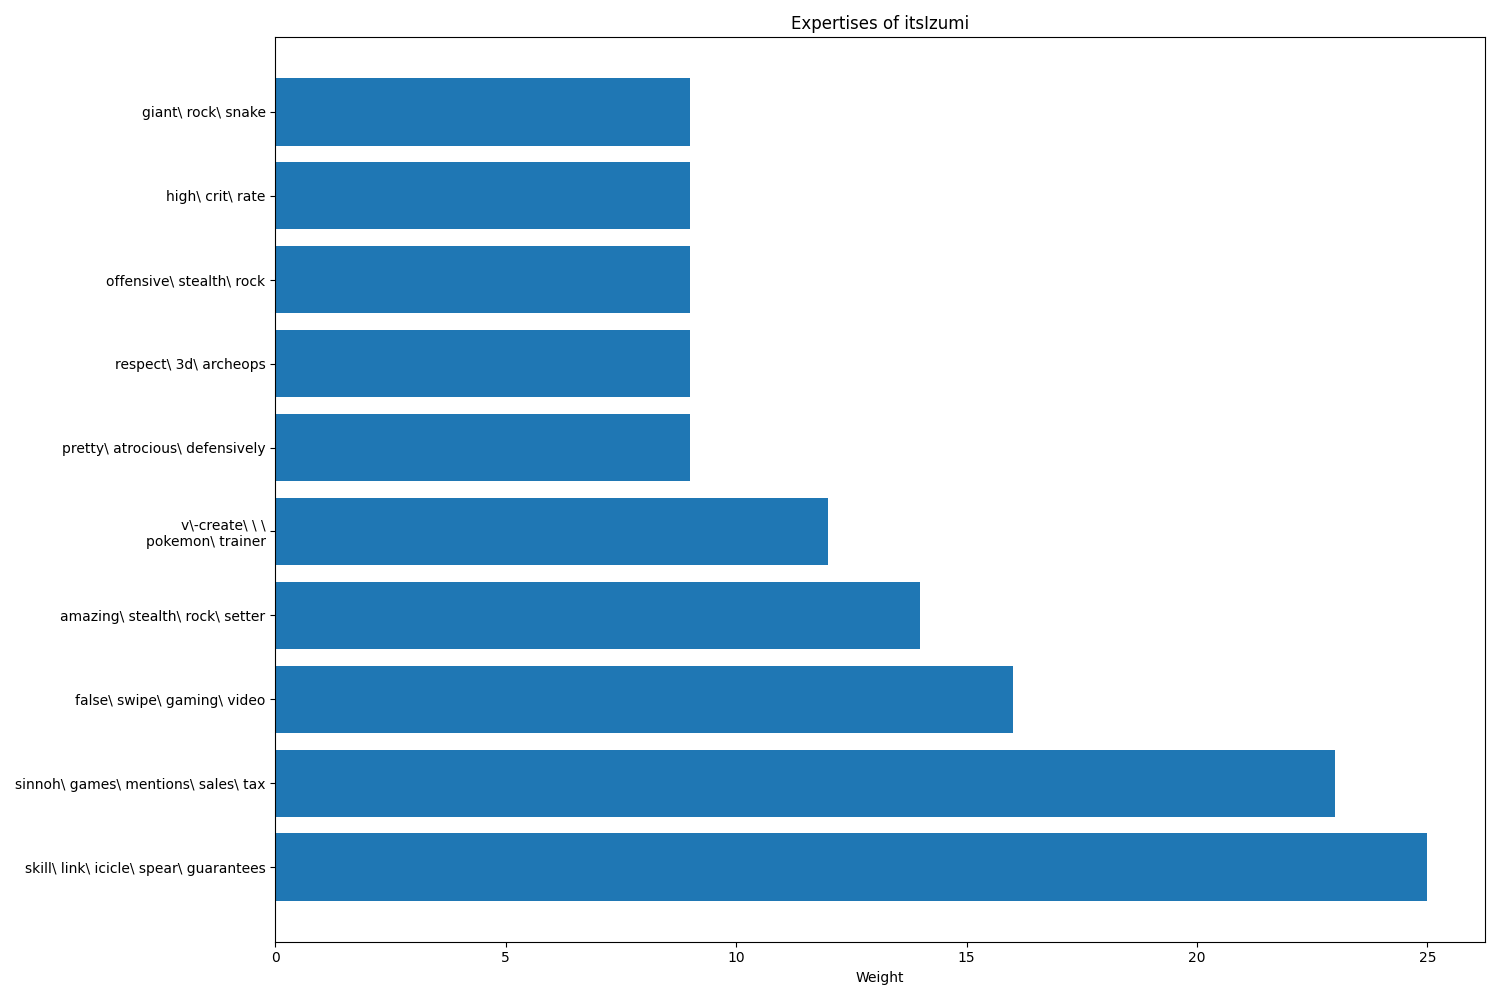 Expertises of itsIzumi
giant\ rock\ snake
high\ crit\ rate
offensive\ stealth\ rock
respect\ 3d\ archeops
pretty\ atrocious\ defensively
v\-create\ \ \
pokemon\ trainer
amazing\ stealth\ rock\ setter
false\ swipe\ gaming\ video
sinnoh\ games\ mentions\ sales\ tax
skill\ link\ icicle\ spear\ guarantees
0 5 10 15 20 25
Weight